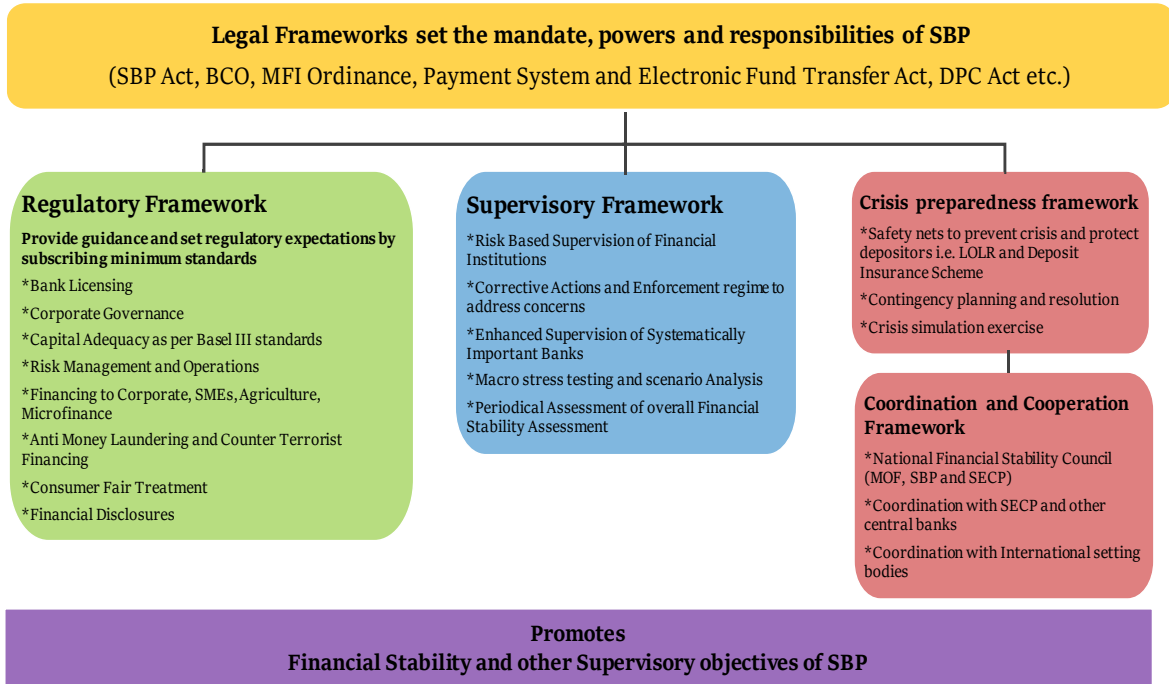 Legal Frameworks set the mandate, powers and responsibilities of SBP
(SBP Act, BCO, MFI Ordinance, Payment System and Electronic Fund Transfer Act, DPC Act etc.)
Regulatory Framework
Provide guidance and set regulatory expectations by
subscribing minimum standards
*Bank Licensing
*Corporate Governance
*Capital Adequacy as per Basel III standards
*Risk Management and Operations
*Financing to Corporate, SMEs, Agriculture,
Microfinance
*Anti Money Laundering and Counter Terrorist
Financing
*Consumer Fair Treatment
*Financial Disclosures
Supervisory Framework
*Risk Based Supervision of Financial
Institutions
*Corrective Actions and Enforcement regime to
address concerns
*Enhanced Supervision of Systematically
Important Banks
*Macro stress testing and scenario Analysis
*Periodical Assessment of overall Financial
Stability Assessment
Crisis preparedness framework
*Safety nets to prevent crisis and protect
depositors i.e. LOLR and Deposit
Insurance Scheme
*Contingency planning and resolution
*Crisis simulation exercise
Coordination and Cooperation
Framework
*National Financial Stability Council
(MOF, SBP and SECP)
*Coordination with SECP and other
central banks
*Coordination with International setting
bodies
Promotes
Financial Stability and other Supervisory objectives of SBP